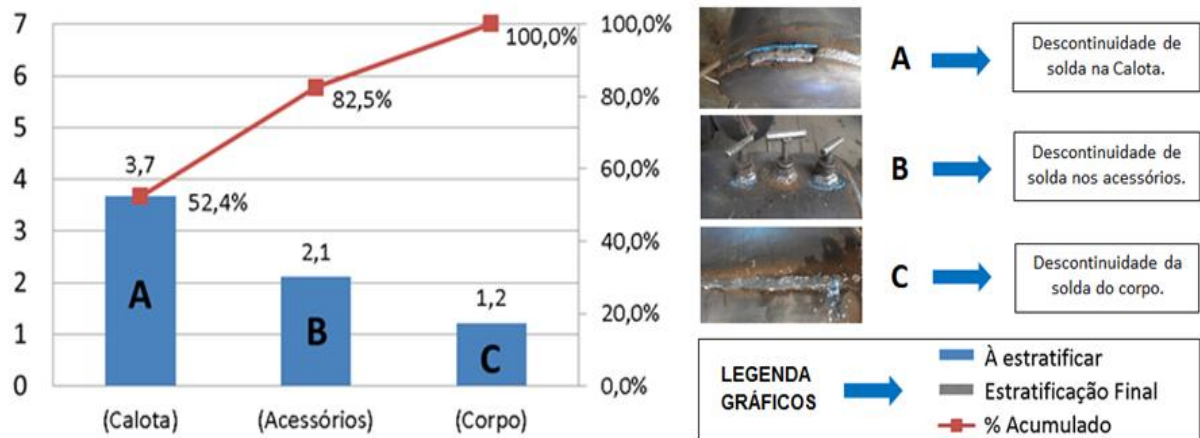 7
6
5
4
3
2
1
0
100,0%
80,0%
60,0%
40,0%
20,0%
0,0%
3,7
52,4%
82,5%
100,0%
2,1
1,2
A
B
C
(Calota)
(Acessórios)
(Corpo)
A
Descontinuidade de
solda na Calota.
B
Descontinuidade de
solda nos acessórios.
C
Descontinuidade da
solda do corpo.
LEGENDA
GRÁFICOS
À estratificar
Estratificação Final
% Acumulado